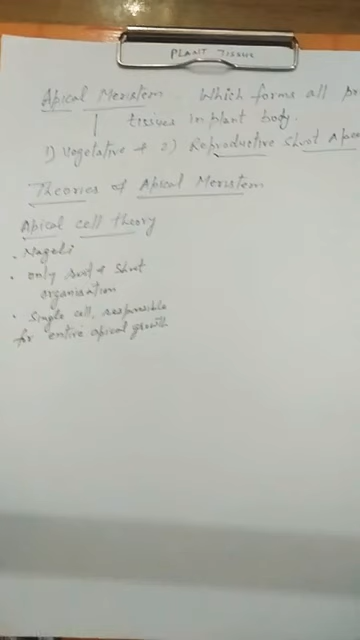 PLANT TISSUE
Apical Meristem Which forms all pr
tissues in plant body.
1) Vegetative & 2) Reproductive Shoot Apex
Theories of Apical Meristem
Apical cell theory
. Nageli
. only root & shoot
organisation
. Single cell, responsible
for entire apical growth